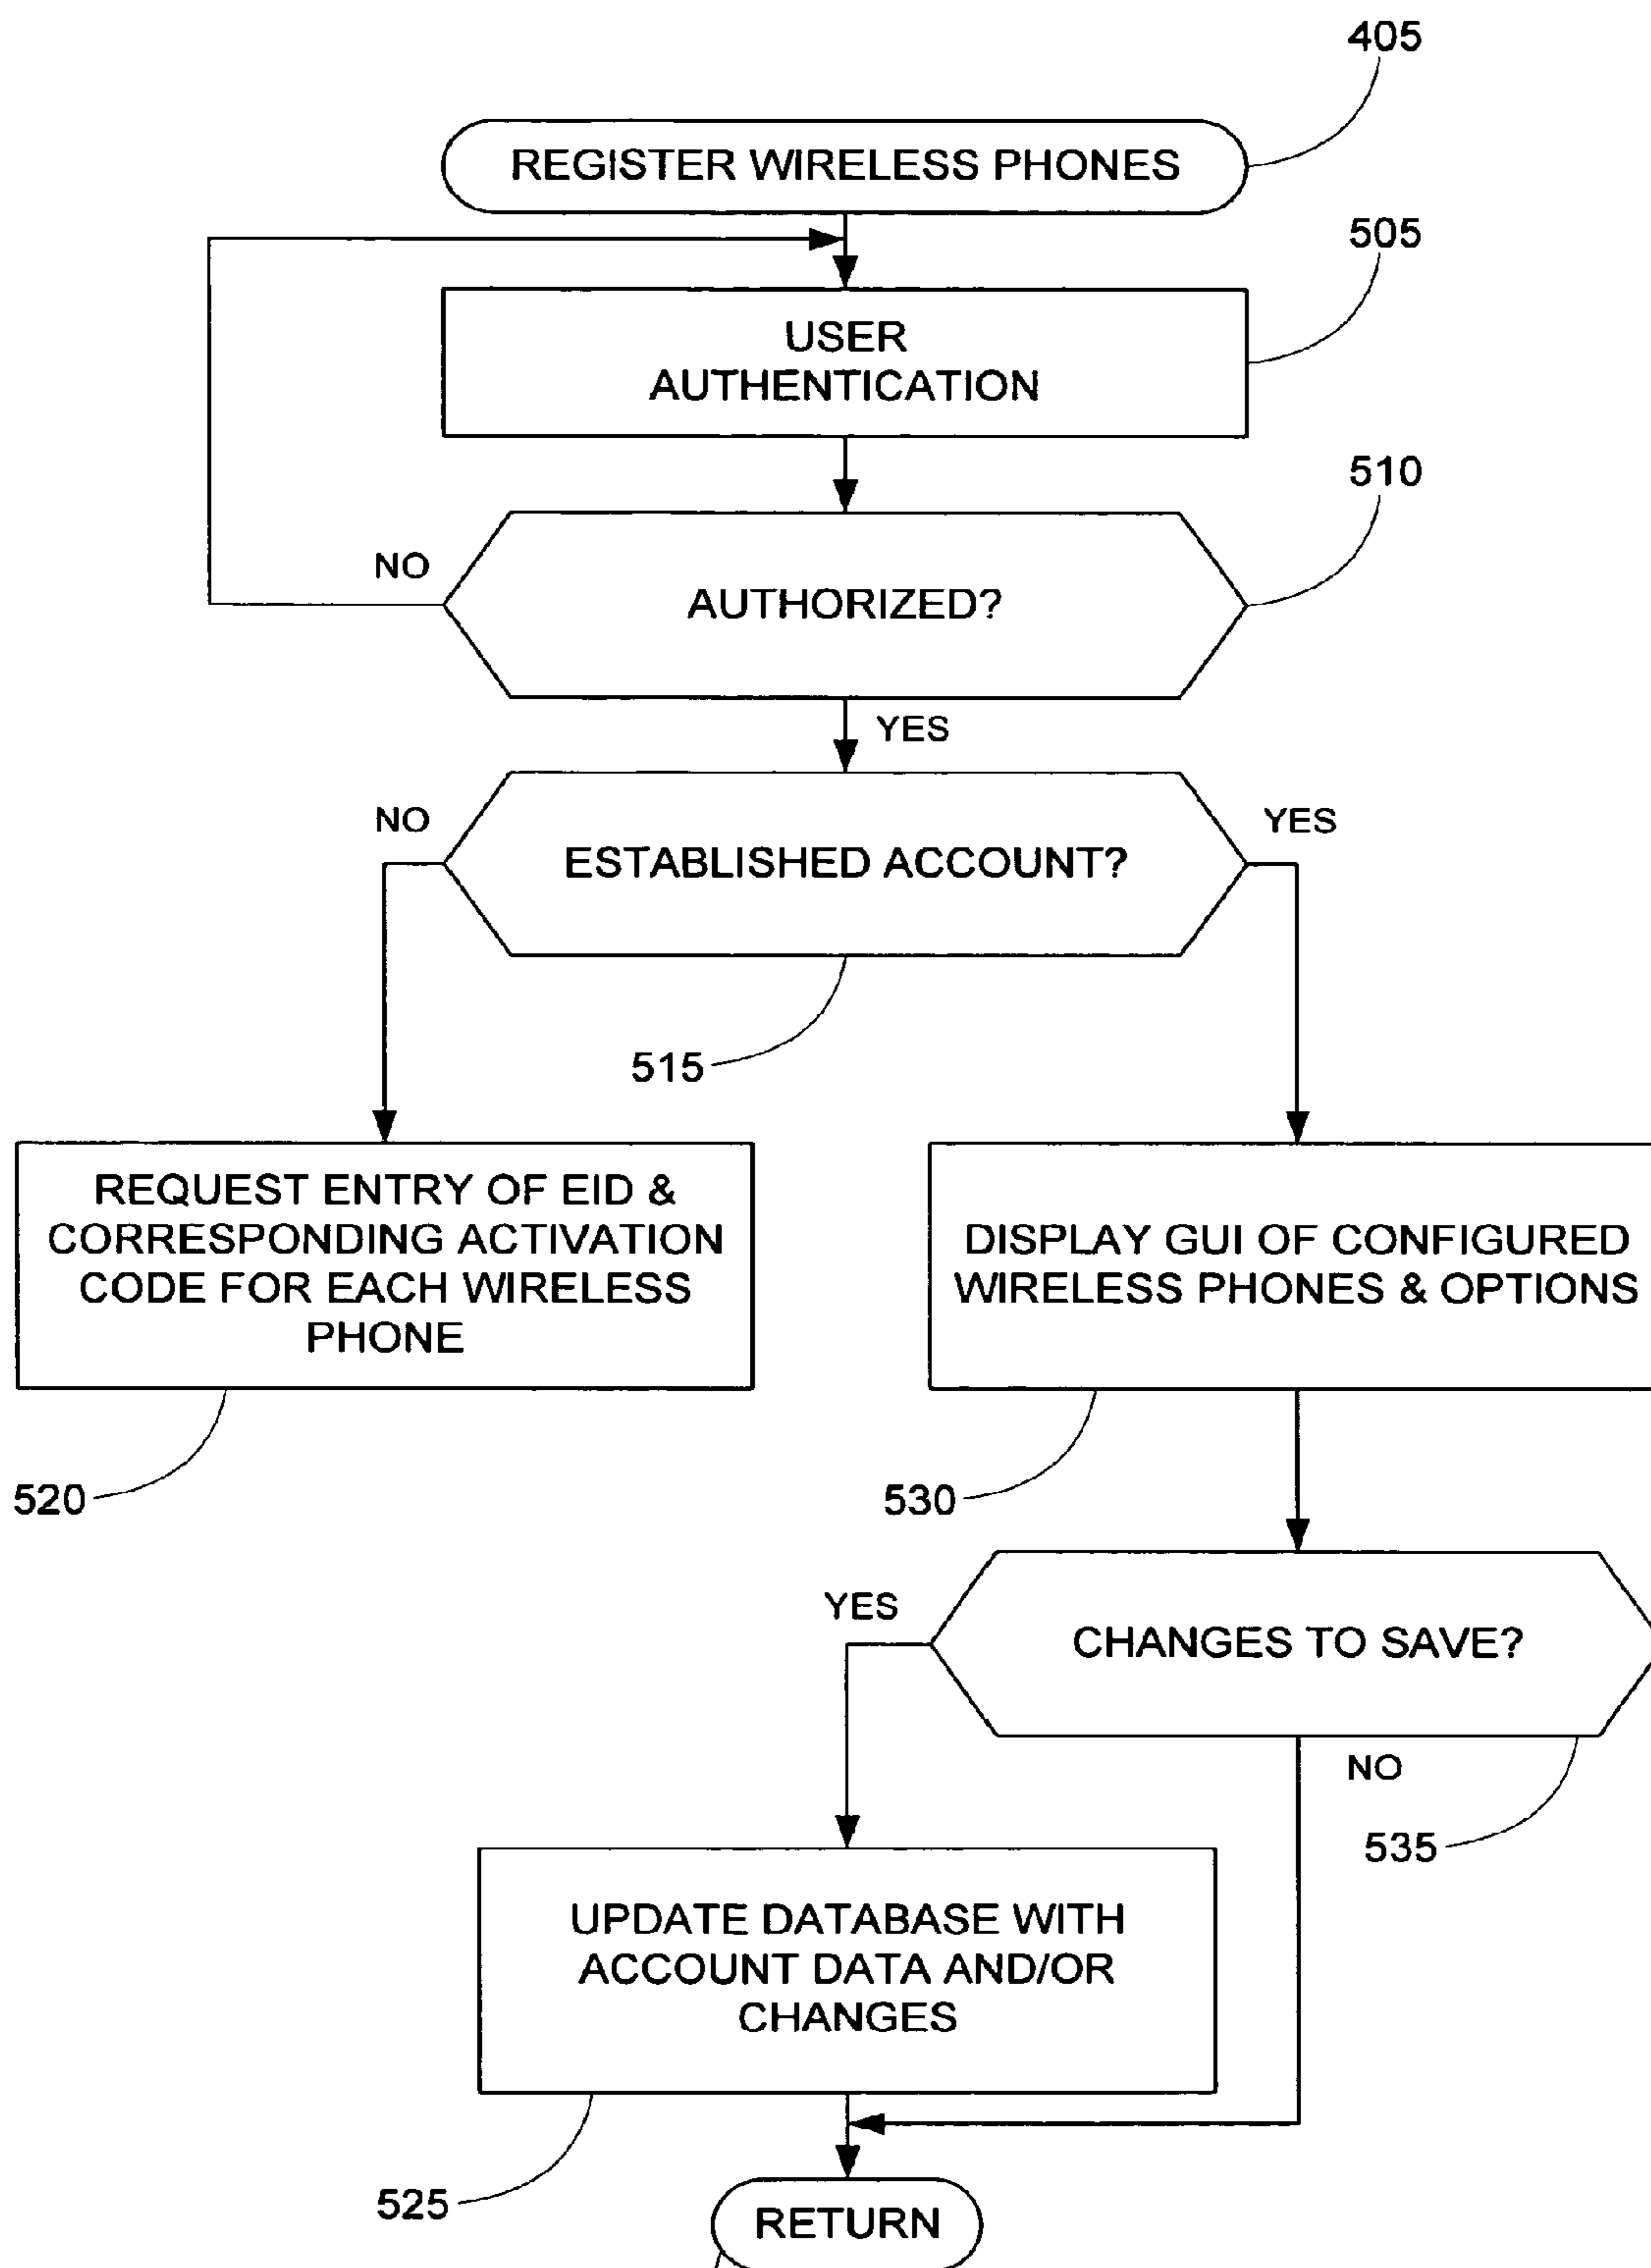 405
REGISTER WIRELESS PHONES
505
USER
AUTHENTICATION
510
NO
AUTHORIZED?
YES
NO
YES
ESTABLISHED ACCOUNT?
515
REQUEST ENTRY OF EID &
CORRESPONDING ACTIVATION
CODE FOR EACH WIRELESS
PHONE
DISPLAY GUI OF CONFIGURED
WIRELESS PHONES & OPTIONS
520
530
YES
CHANGES TO SAVE?
NO
535
UPDATE DATABASE WITH
ACCOUNT DATA AND/OR
CHANGES
525
RETURN